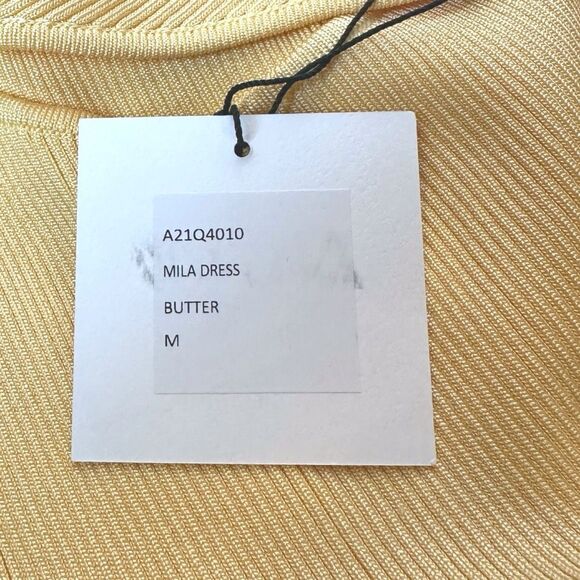 A21Q4010
MILA DRESS
BUTTER
M